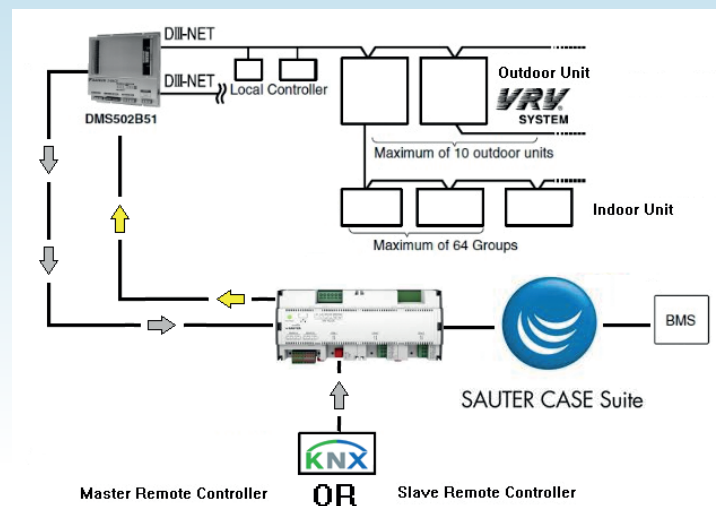 DIII-NET
DIII-NET
Local Controller
DMS502B51
Outdoor Unit
VRV
SYSTEM
Maximum of 10 outdoor units
Indoor Unit
Maximum of 64 Groups
BMS
SAUTER CASE Suite
KNX
Master Remote Controller
OR
Slave Remote Controller